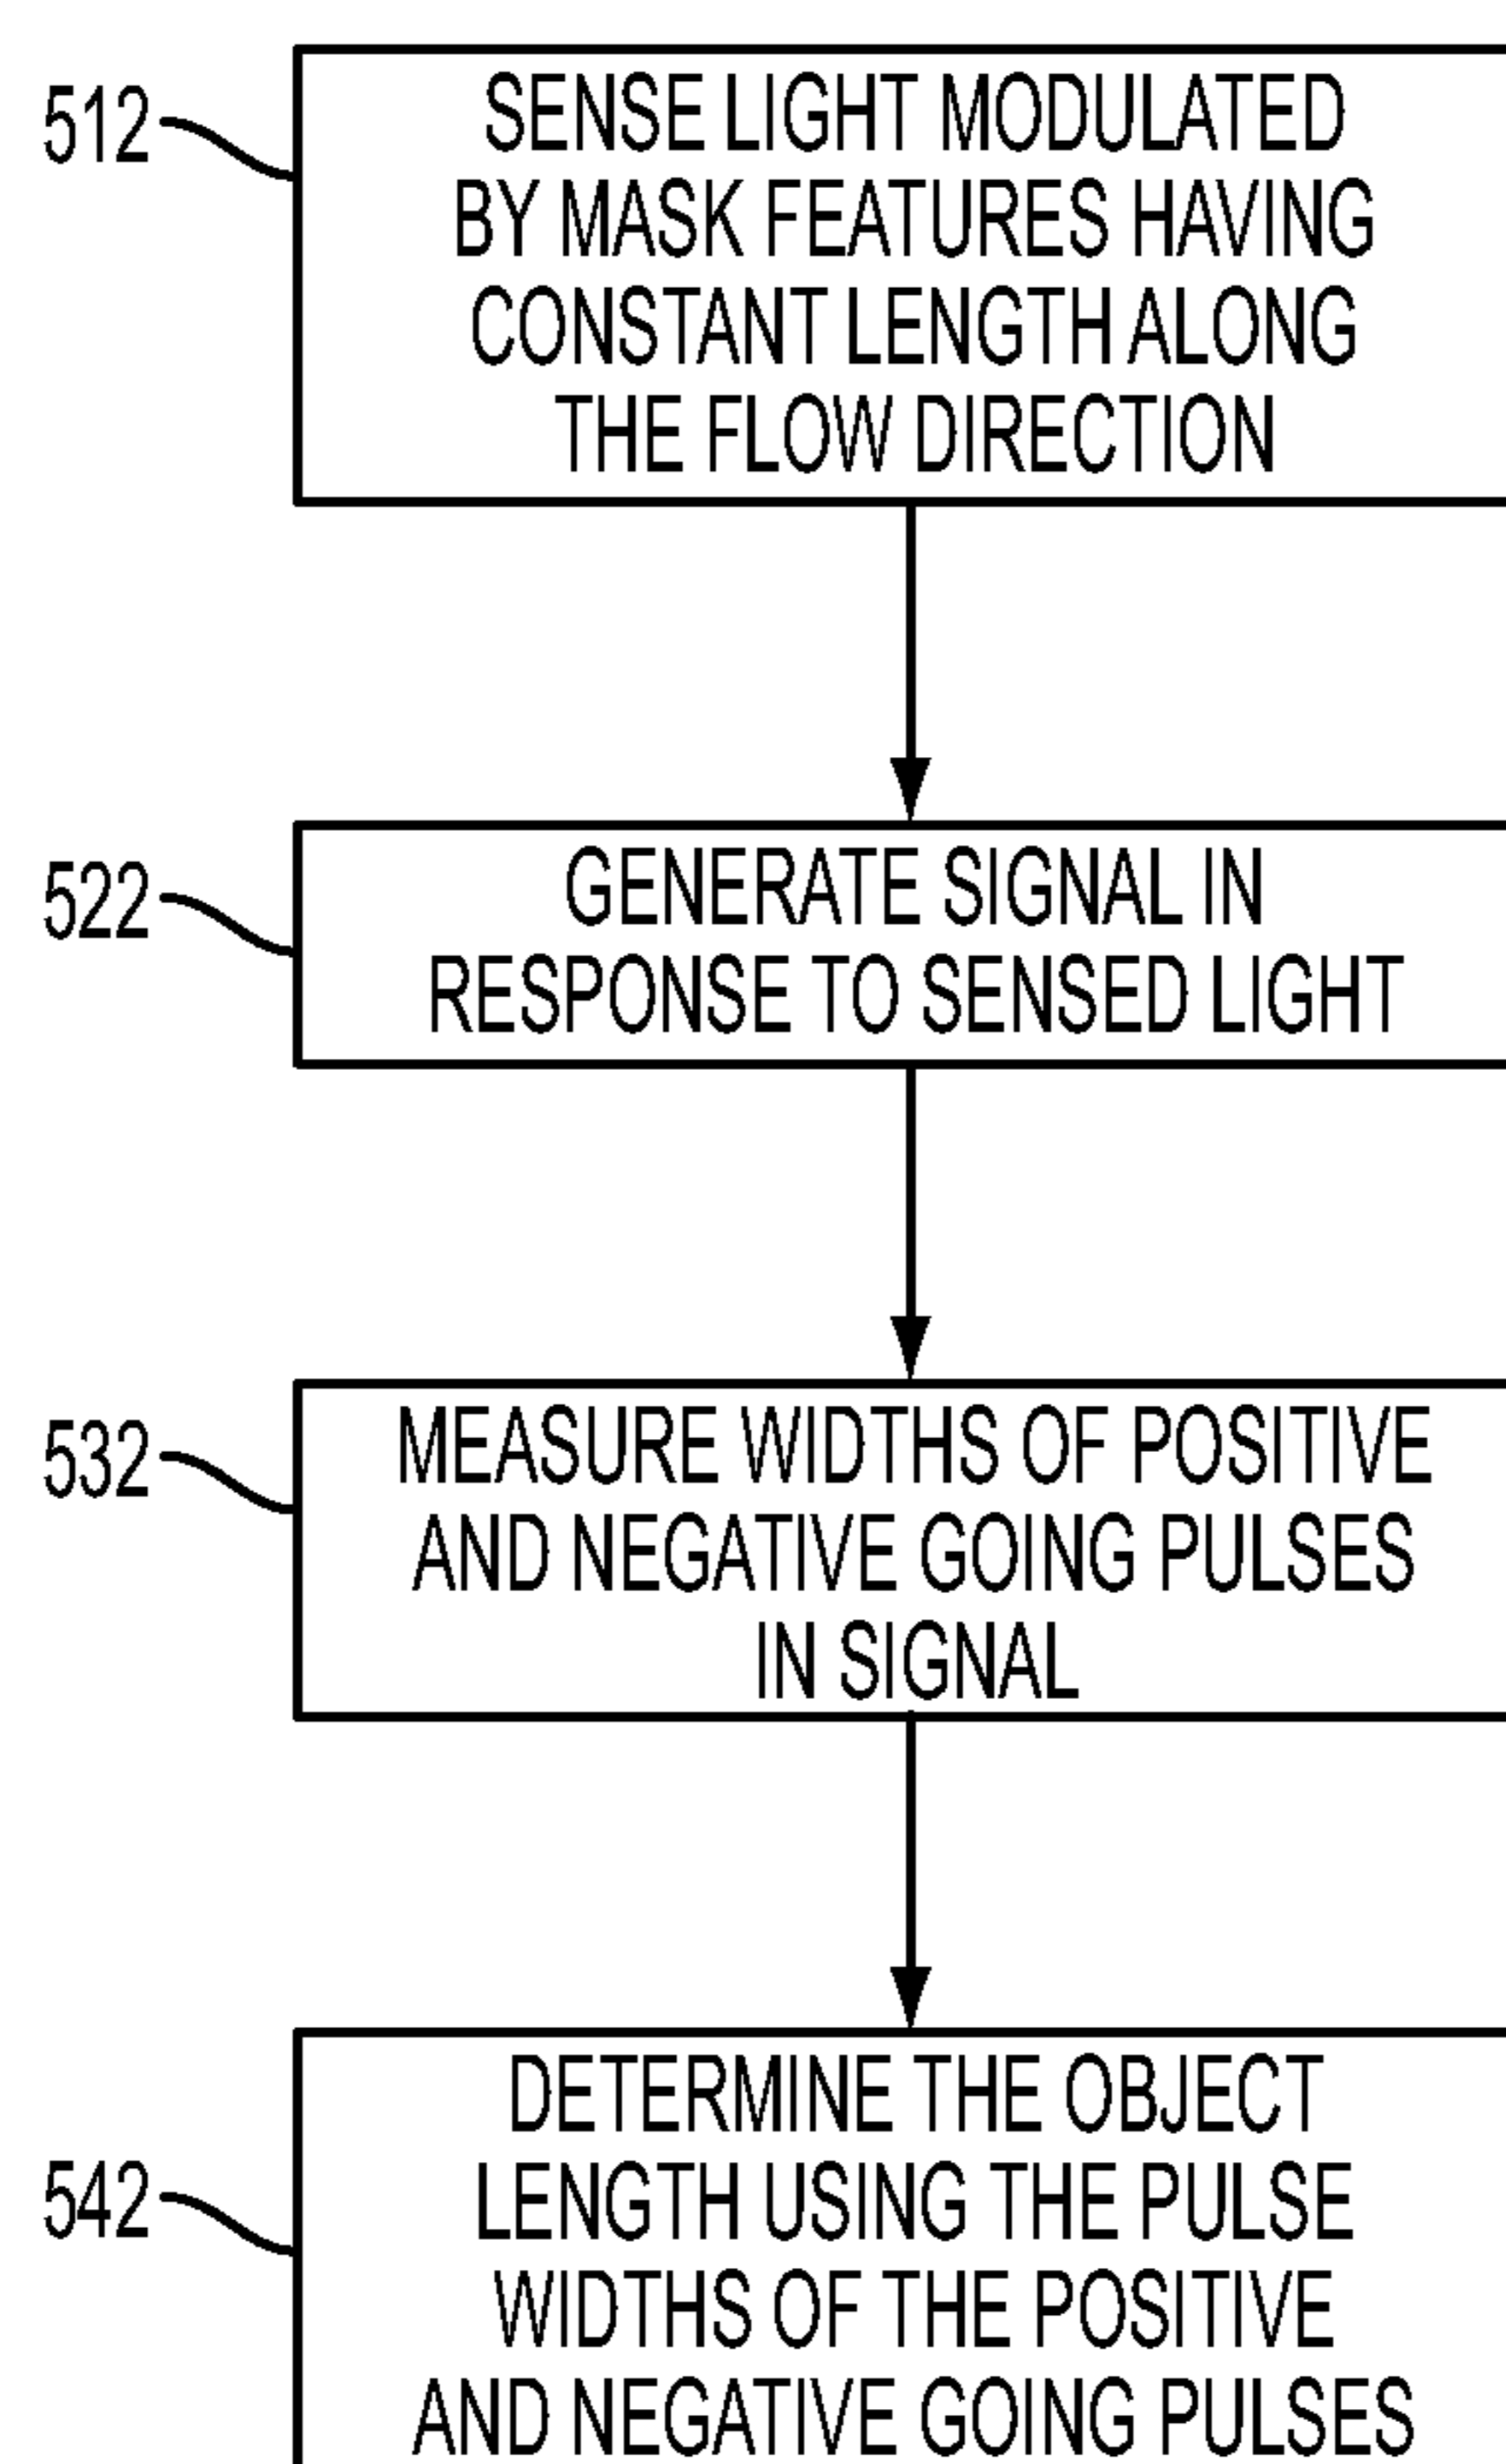 512
SENSE LIGHT MODULATED
BY MASK FEATURES HAVING
CONSTANT LENGTH ALONG
THE FLOW DIRECTION
522
GENERATE SIGNAL IN
RESPONSE TO SENSED LIGHT
532
MEASURE WIDTHS OF POSITIVE
AND NEGATIVE GOING PULSES
IN SIGNAL
542
DETERMINE THE OBJECT
LENGTH USING THE PULSE
WIDTHS OF THE POSITIVE
AND NEGATIVE GOING PULSES